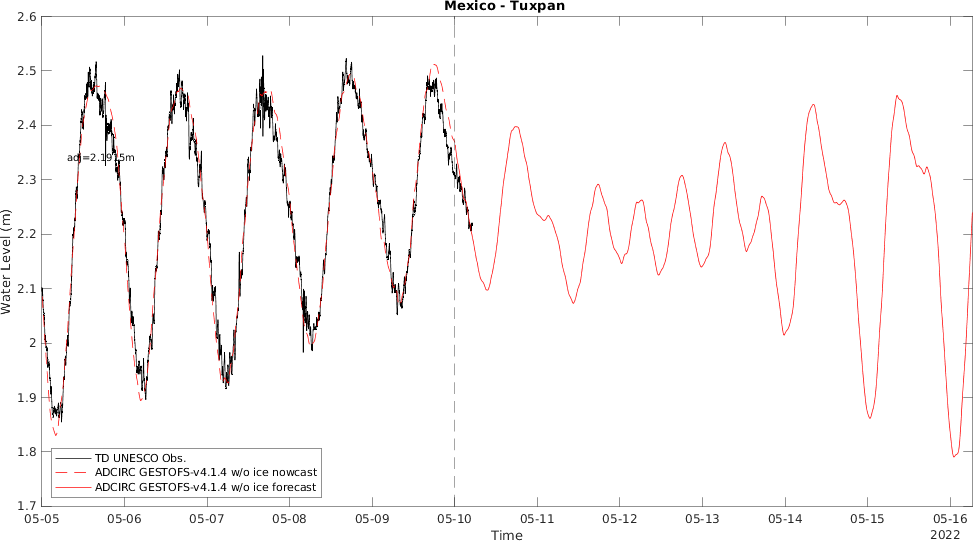 Mexico - Tuxpan
2.6
2.5
2.4
2.3
2.2
2.1
2
1.9
1.8
1.7
Water Level (m)
adj=2.1975m
TD UNESCO Obs.
ADCIRC GESTOFS-v4.1.4 w/o ice nowcast
ADCIRC GESTOFS-v4.1.4 w/o ice forecast
05-05 05-06 05-07 05-08 05-09 05-10 05-11 05-12 05-13 05-14 05-15 05-16
Time
2022